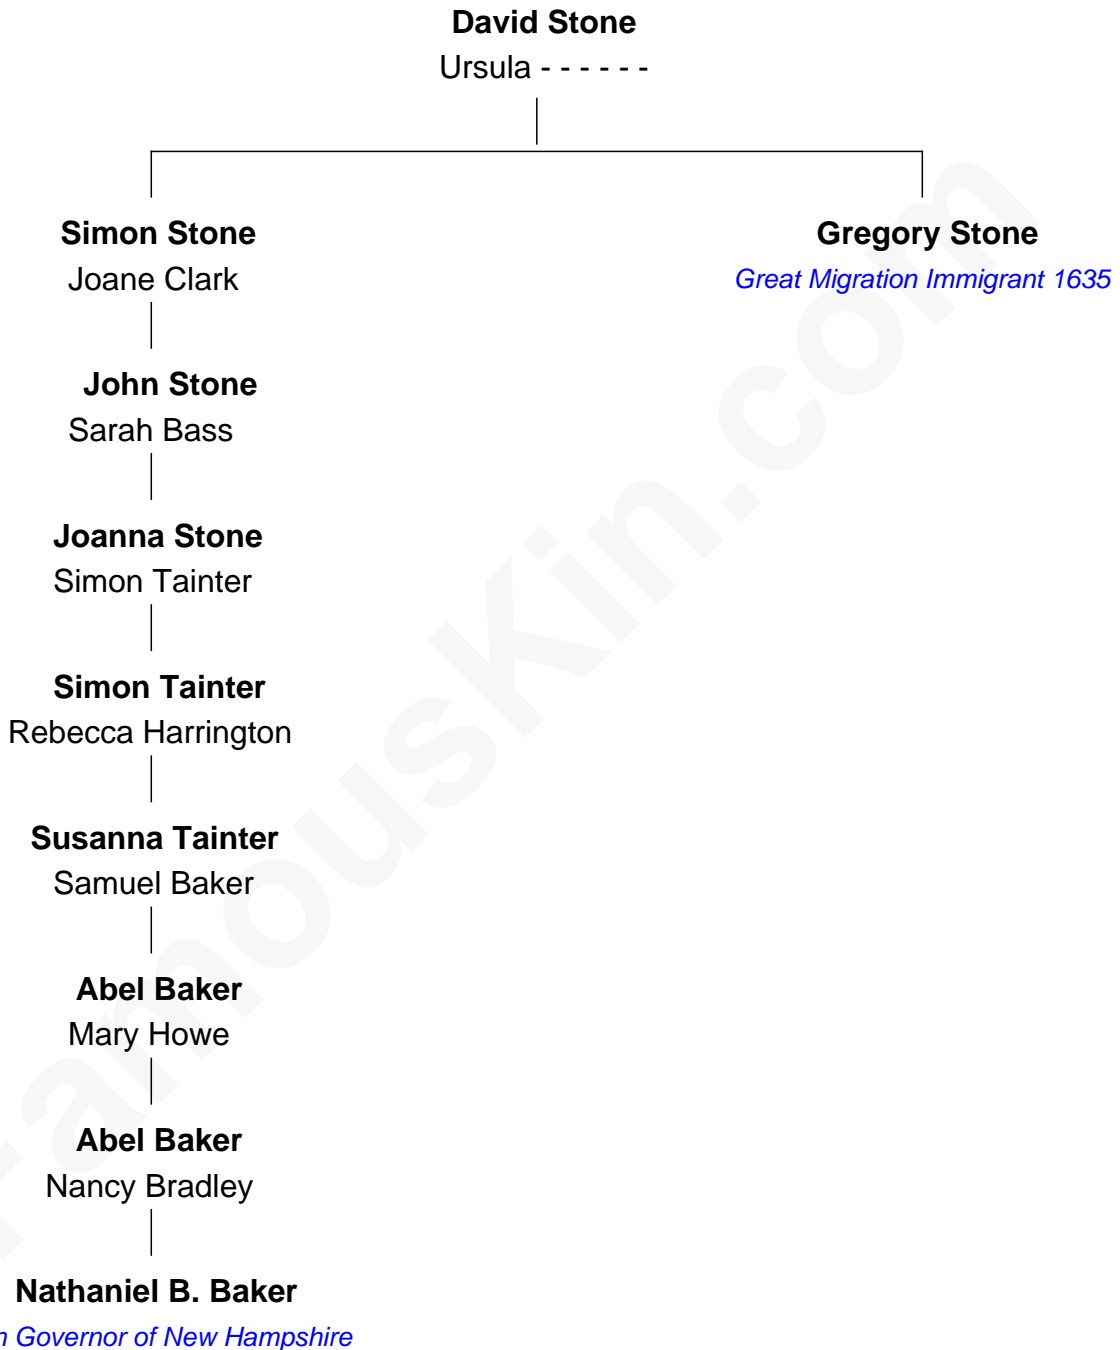 David Stone
Ursula - - - - - -
Simon Stone
Joane Clark
Gregory Stone
Great Migration Immigrant 1635
John Stone
Sarah Bass
Joanna Stone
Simon Tainter
Simon Tainter
Rebecca Harrington
Susanna Tainter
Samuel Baker
Abel Baker
Mary Howe
Abel Baker
Nancy Bradley
Nathaniel B. Baker
Governor of New Hampshire
FamousKin.com